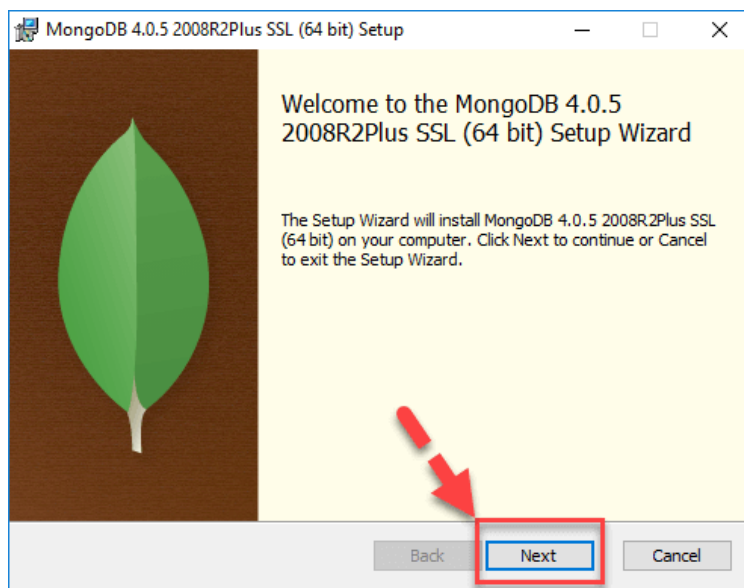 MongoDB 4.0.5 2008R2Plus SSL (64 bit) Setup
Welcome to the MongoDB 4.0.5
2008R2Plus SSL (64 bit) Setup Wizard
The Setup Wizard will install MongoDB 4.0.5 2008R2Plus SSL
(64 bit) on your computer. Click Next to continue or Cancel
to exit the Setup Wizard.
Back Next Cancel